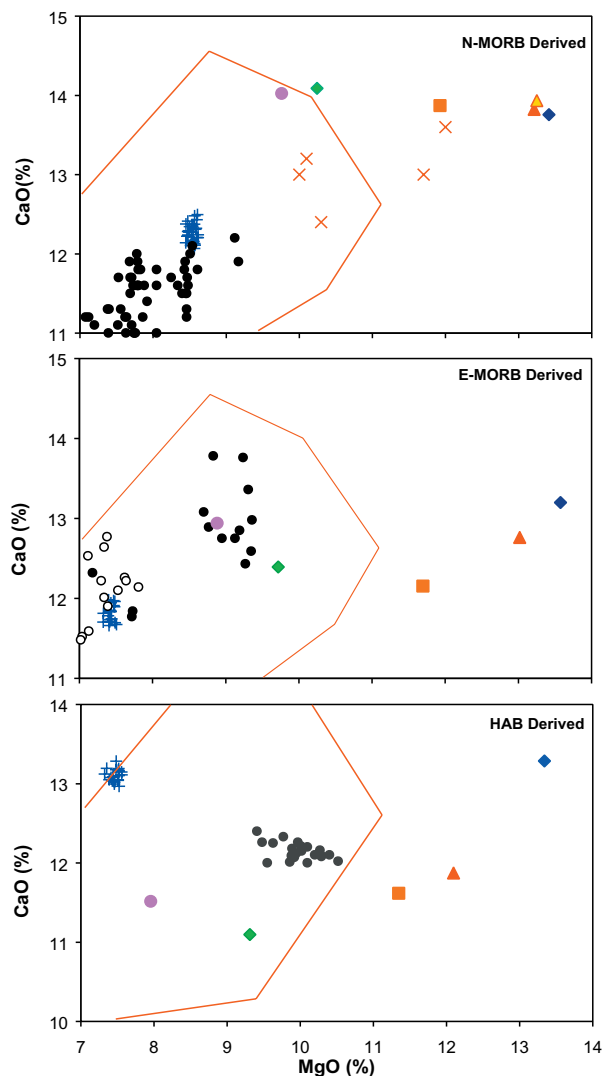 15
N-MORB Derived
14
13
12
11
CaO(%)
15
E-MORB Derived
14
13
12
11
CaO (%)
14
HAB Derived
13
12
11
10
CaO (%)
7 8 9 10 11 12 13 14
MgO (%)